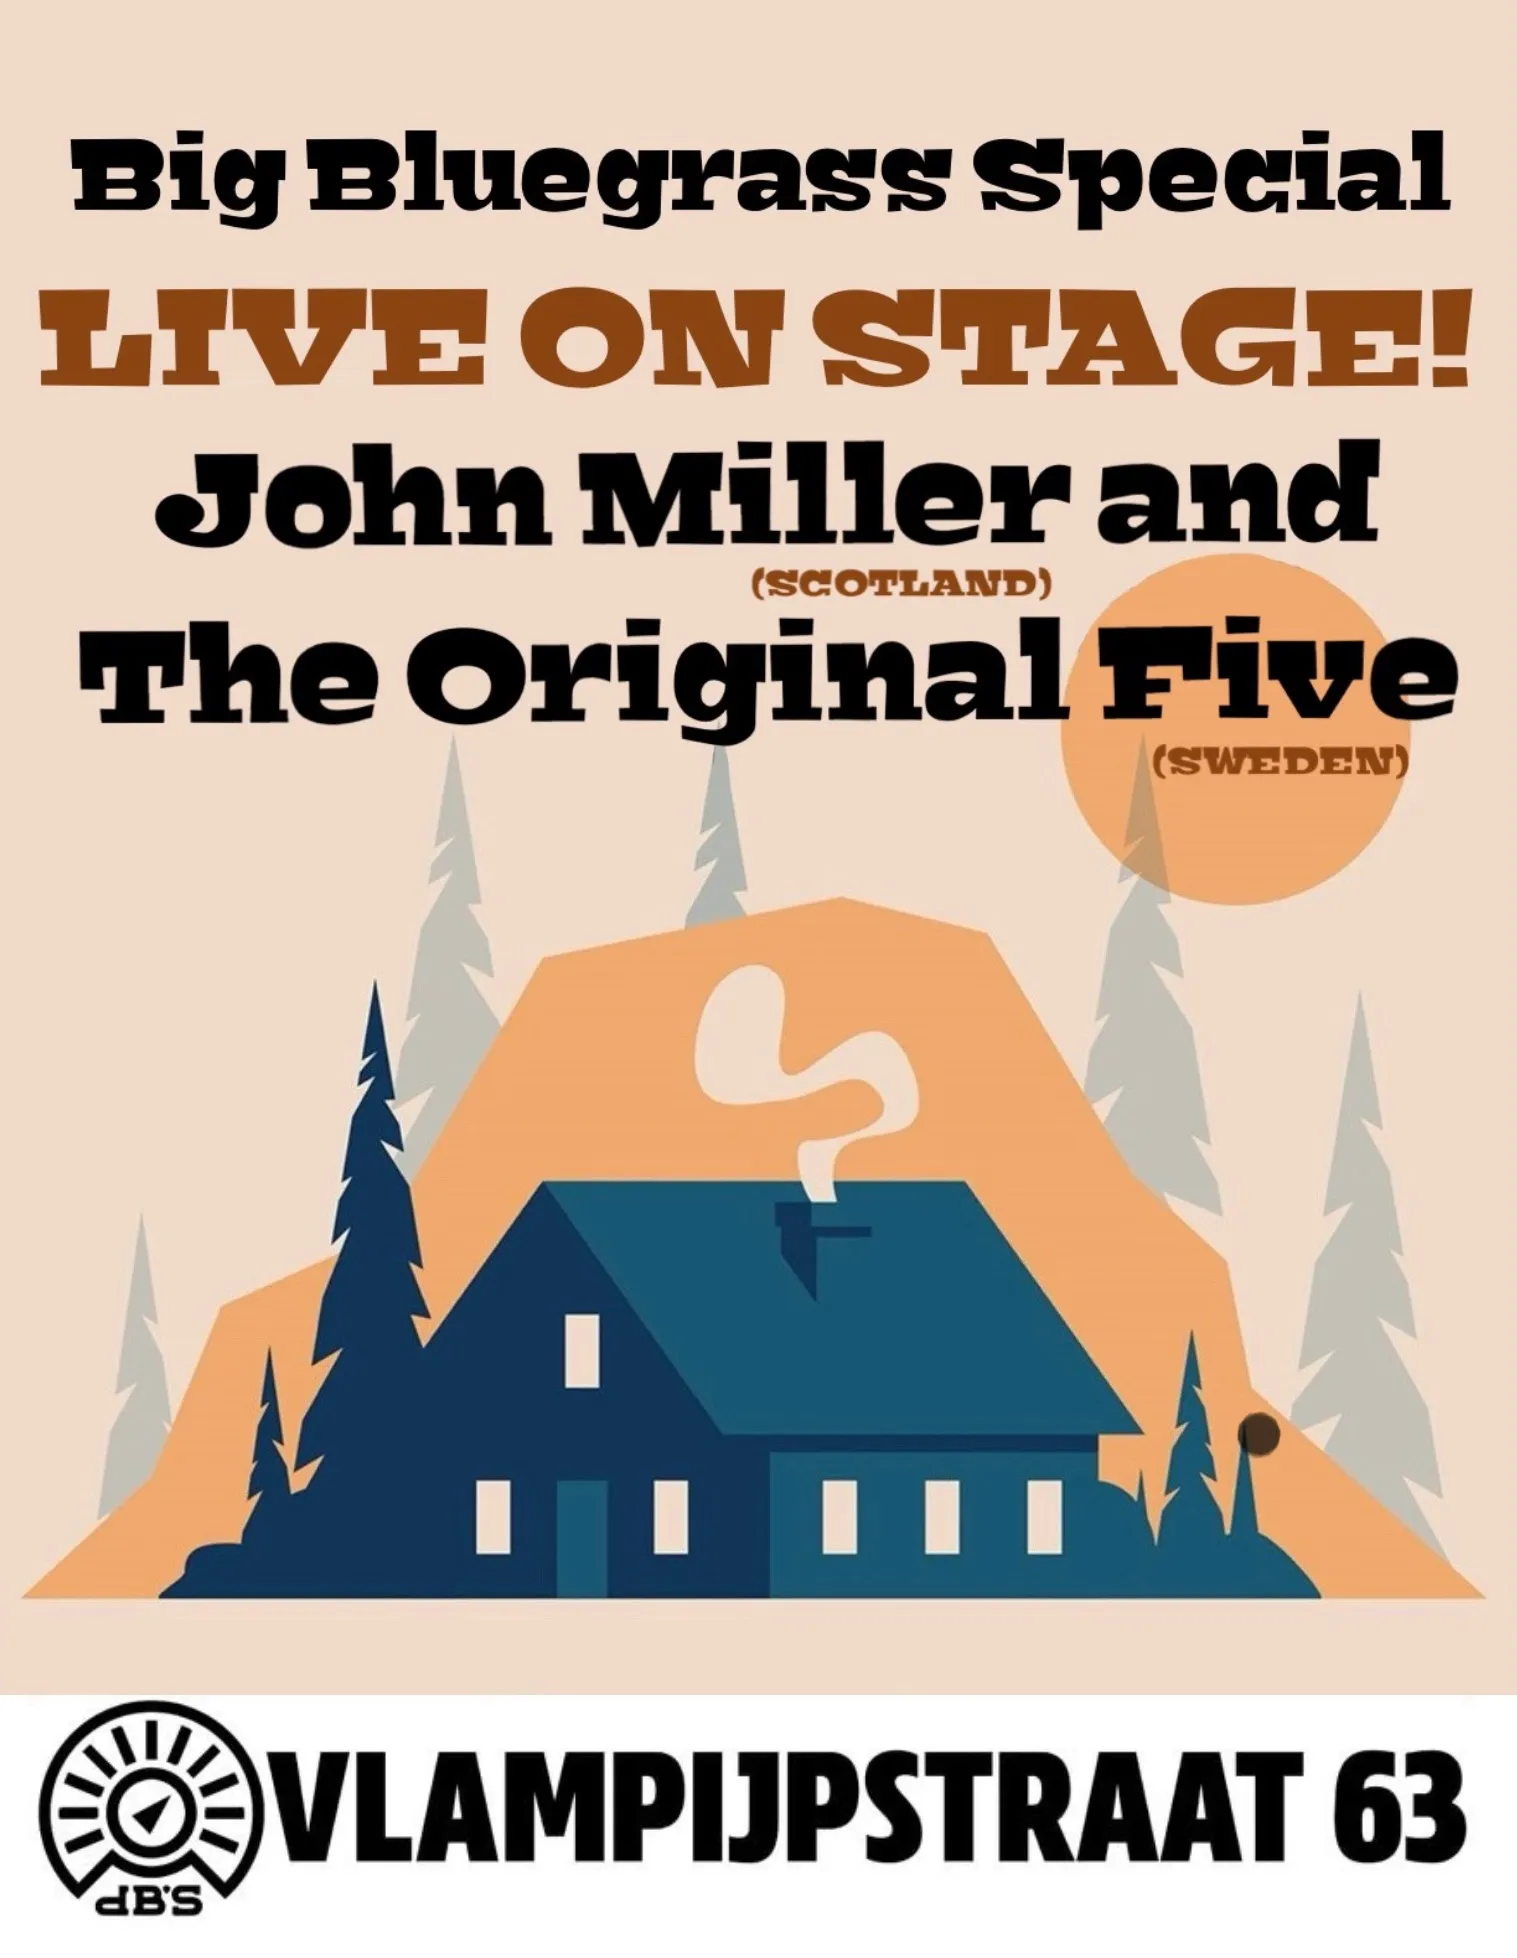 Big Bluegrass Special
LIVE ON STAGE!
John Miller and
(SCOTLAND)
The Original Five
(SWEDEN)
VLAMPIJPSTRAAT 63
dB'S